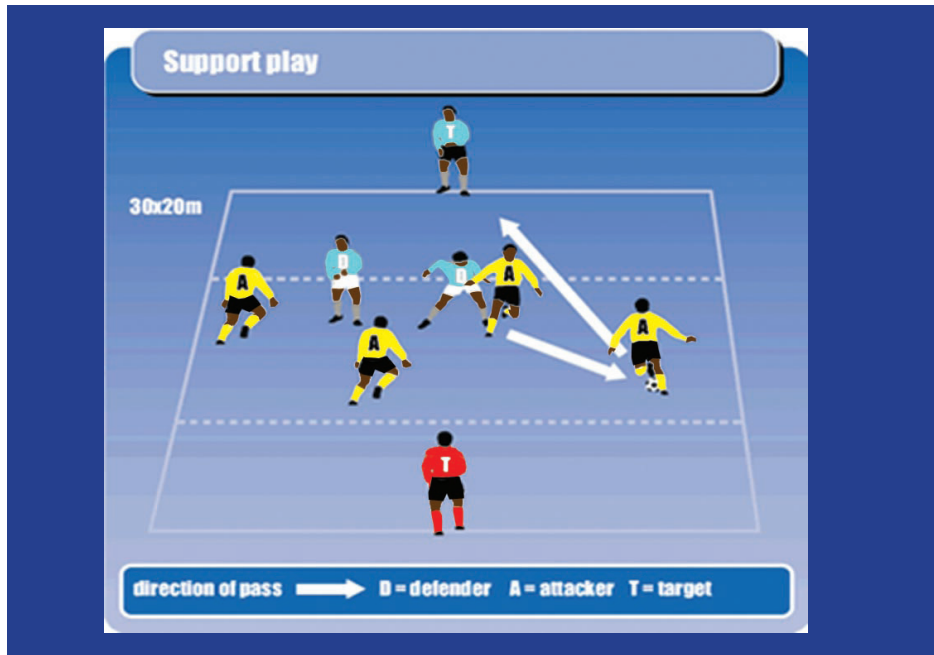 Support play
T
30x20m
D
D
A
A
A
A
T
direction of pass D = defender A = attacker T = target